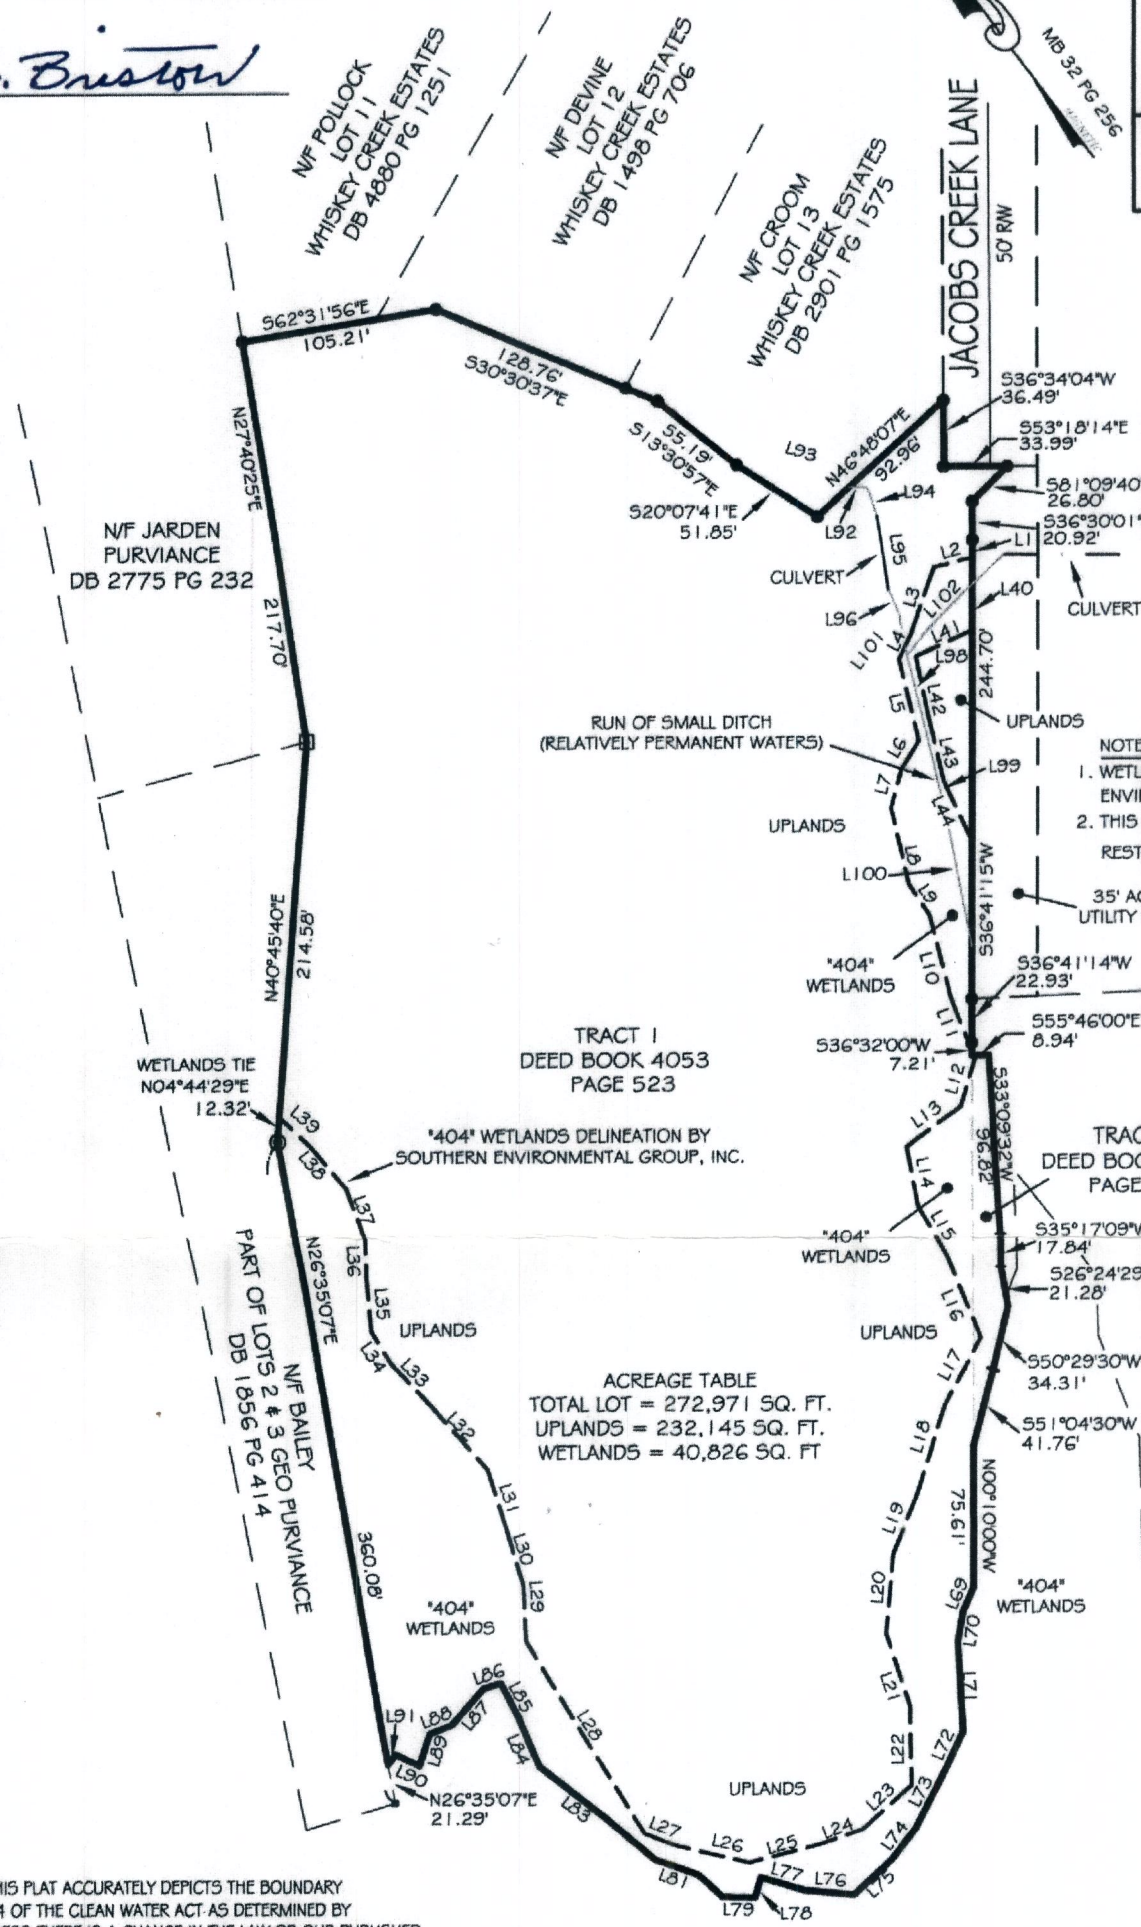 . Bristow
N/F POLLOCK
LOT 11
WHISKEY CREEK ESTATES
DB 4880 PG 1251
N/F DEVINE
LOT 12
WHISKEY CREEK ESTATES
DB 1498 PG 706
N/F CROOM
LOT 13
WHISKEY CREEK ESTATES
DB 2901 PG 1575
JACOBS CREEK LANE
50' R/W
MB 32 PG 256
MAGNETIC
S62°31'56"E
105.21'
128.76'
S30°30'37"E
55.19'
S13°30'57"E
S20°07'41"E
51.85'
L93
N46°48'07"E
92.96'
L92
L94
S36°34'04"W
36.49'
S53°18'14"E
33.99'
S81°09'40
26.80'
S36°30'01"
20.92'
L1
L2
L95
CULVERT
L96
L3
L102
L40
CULVERT
L4
L101
L41
L98
244.70'
N27°40'25"E
217.70'
N/F JARDEN
PURVIANCE
DB 2775 PG 232
RUN OF SMALL DITCH
(RELATIVELY PERMANENT WATERS)
L5
L42
UPLANDS
L6
L43
L99
L7
L44
UPLANDS
NOTE
1. WETL
ENVI
2. THIS
REST
L8
L100
L9
S36°41'15"W
35' AC
UTILITY
"404"
WETLANDS
L10
S36°41'14"W
22.93'
L11
S36°32'00"W
7.21'
S55°46'00"E
8.94'
N40°45'40"E
214.58'
TRACT 1
DEED BOOK 4053
PAGE 523
WETLANDS TIE
N04°44'29"E
12.32'
L39
L38
"404" WETLANDS DELINEATION BY
SOUTHERN ENVIRONMENTAL GROUP, INC.
L12
L13
S33°09'32"W
96.82'
TRAC
DEED BOO
PAGE
L14
L15
"404"
WETLANDS
S35°17'09"W
17.84'
S26°24'29
21.28'
L37
L36
L35
L34
UPLANDS
L16
UPLANDS
L17
S50°29'30"W
34.31'
S51°04'30"W
41.76'
N26°35'07"E
360.08'
N/F BAILEY
PART OF LOTS 2 & 3 GEO PURVIANCE
DB 1856 PG 414
L33
L32
ACREAGE TABLE
TOTAL LOT = 272,971 SQ. FT.
UPLANDS = 232,145 SQ. FT.
WETLANDS = 40,826 SQ. FT
L18
L31
L19
N00°10'00"W
75.61'
L30
L29
L20
L69
L70
"404"
WETLANDS
"404"
WETLANDS
L21
L71
L86
L85
L87
L88
L89
L91
L90
L84
L28
L22
L72
N26°35'07"E
21.29'
UPLANDS
L23
L73
L83
L27
L26
L25
L24
L74
L81
L77
L76
L75
L79
L78
HIS PLAT ACCURATELY DEPICTS THE BOUNDARY
4 OF THE CLEAN WATER ACT AS DETERMINED BY